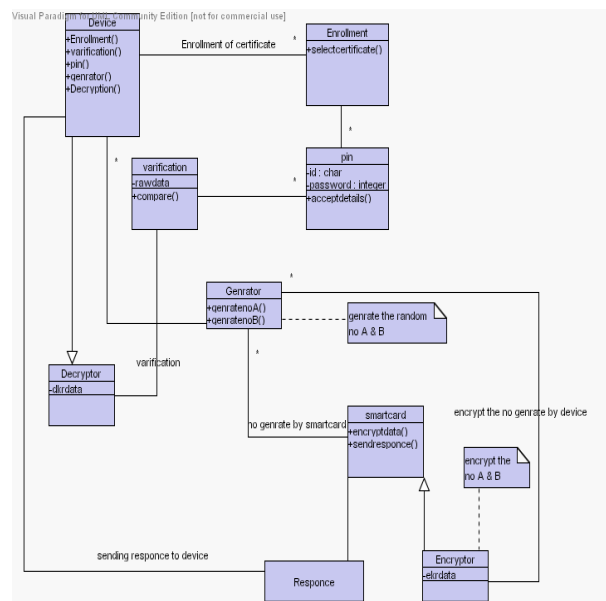 Visual Paradigm for UML Community Edition [not for commercial use]
Device
+Enrollment()
+varification()
+pin()
+genrator()
+Decryption()
Enrollment of certificate
*
Enrollment
+selectcertificate()
*
*
varification
-rawdata
+compare()
*
pin
-id : char
-password : integer
+acceptdetails()
*
Genrator
+genratenoA()
+genratenoB()
genrate the random
no A & B
*
varification
Decryptor
-dkrdata
no genrate by smartcard
smartcard
+encryptdata()
+sendresponce()
encrypt the no genrate by device
encrypt the
no A & B
sending responce to device
Responce
Encryptor
-ekrdata